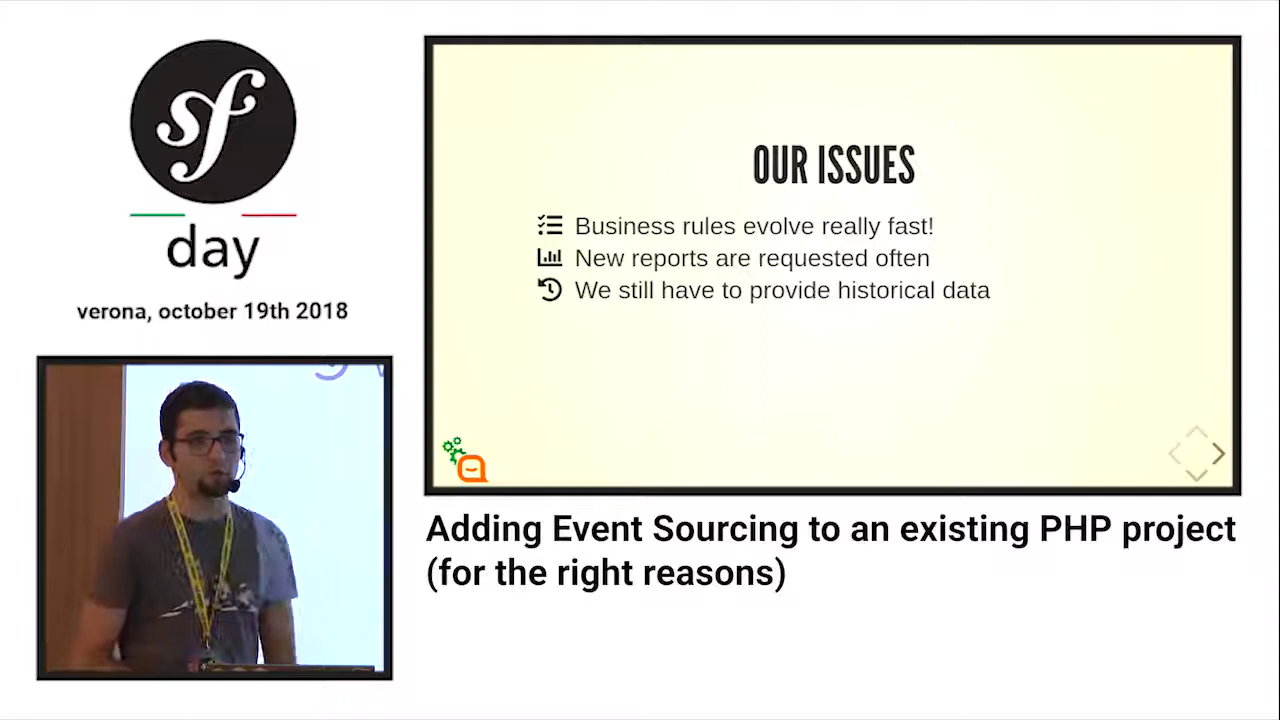 sf
day
verona, october 19th 2018
OUR ISSUES
Business rules evolve really fast!
New reports are requested often
We still have to provide historical data
Adding Event Sourcing to an existing PHP project
(for the right reasons)